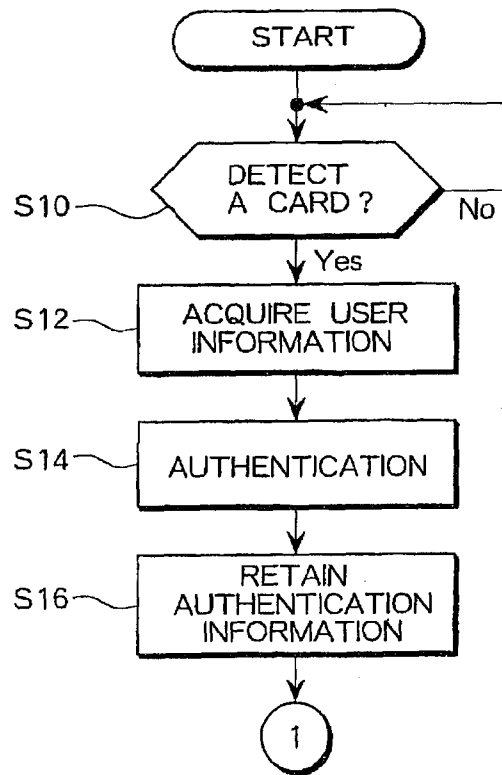 START
DETECT
A CARD?
S10
No
Yes
S12
ACQUIRE USER
INFORMATION
S14
AUTHENTICATION
S16
RETAIN
AUTHENTICATION
INFORMATION
1